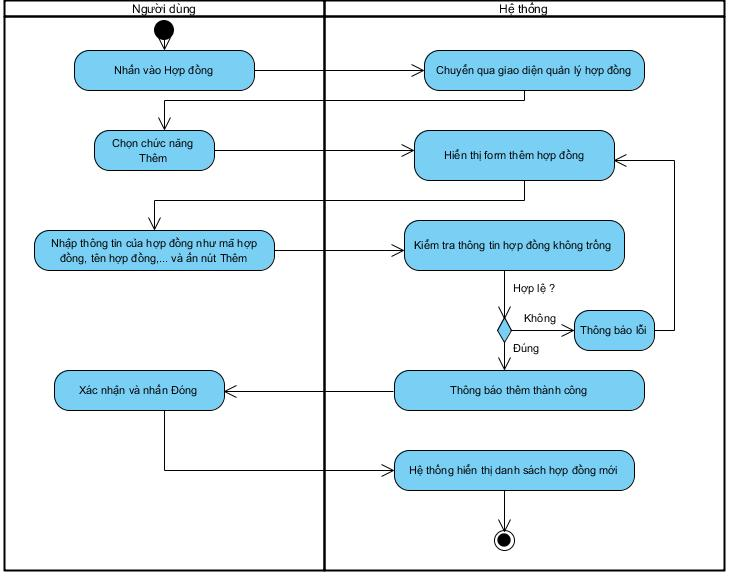 Người dùng
Hệ thống
Nhấn vào Hợp đồng
Chuyển qua giao diện quản lý hợp đồng
Chọn chức năng
Thêm
Hiển thị form thêm hợp đồng
Nhập thông tin của hợp đồng như mã hợp
đồng, tên hợp đồng,... và ấn nút Thêm
Kiểm tra thông tin hợp đồng không trống
Hợp lệ ?
Không
Thông báo lỗi
Đúng
Xác nhận và nhấn Đóng
Thông báo thêm thành công
Hệ thống hiển thị danh sách hợp đồng mới